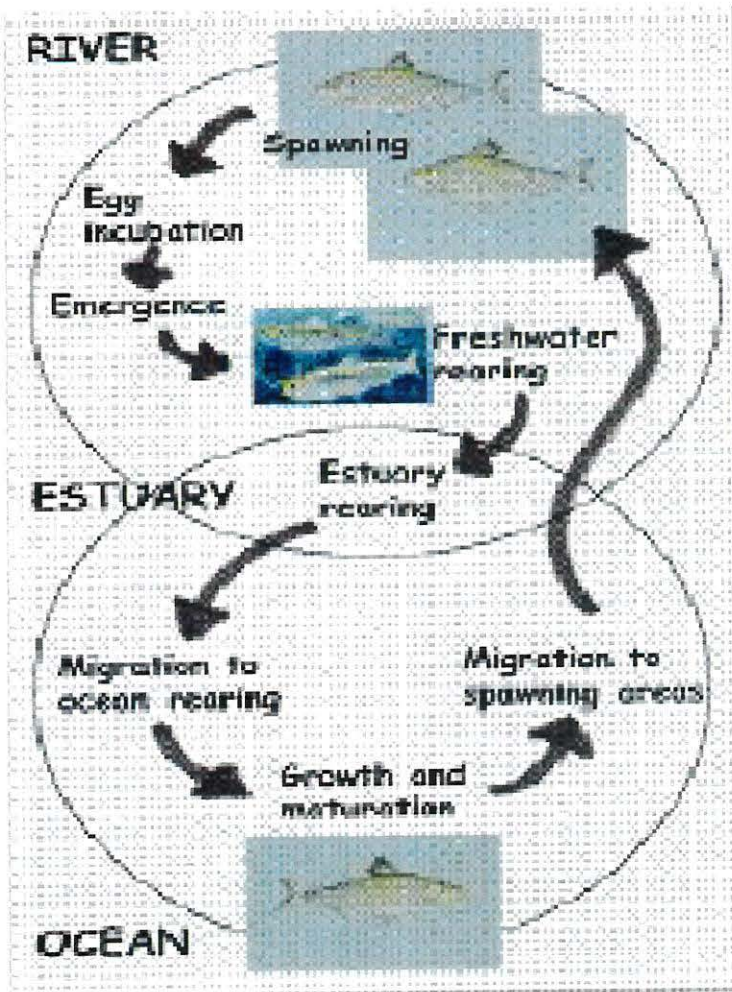 RIVER
Spawning
Egg
incubation
Emergence
Freshwater
rearing
ESTUARY
Estuary
rearing
Migration to
ocean rearing
Migration to
spawning areas
Growth and
maturation
OCEAN